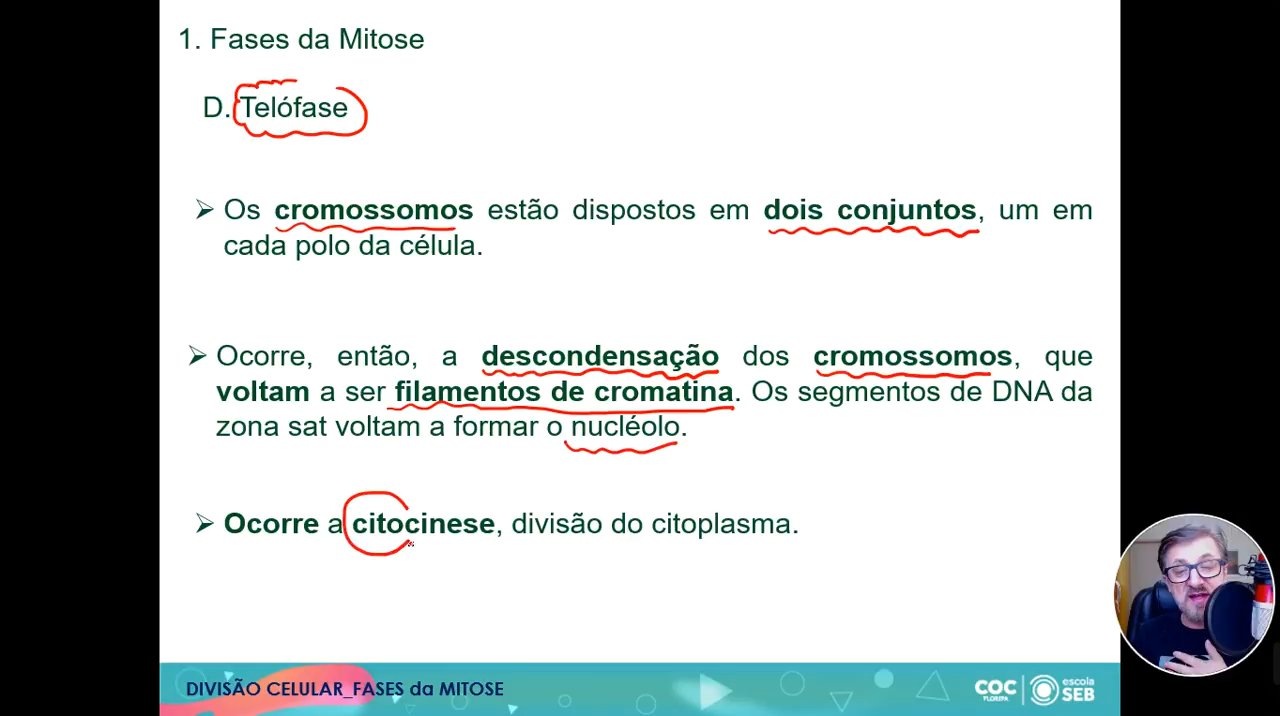 1. Fases da Mitose
D. Telófase
➢ Os cromossomos estão dispostos em dois conjuntos, um em
cada polo da célula.
➢ Ocorre, então, a descondensação dos cromossomos, que
voltam a ser filamentos de cromatina. Os segmentos de DNA da
zona sat voltam a formar o nucléolo.
➢ Ocorre a citocinese, divisão do citoplasma.
DIVISÃO CELULAR_FASES da MITOSE
COC
FLORIPA
escola
SEB